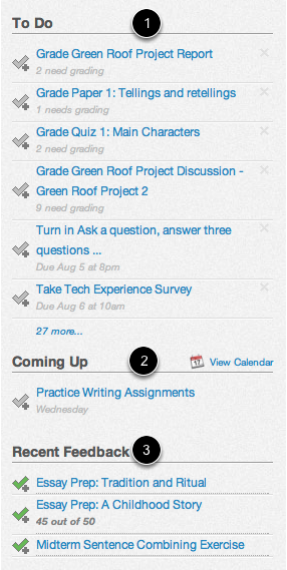 To Do 1
Grade Green Roof Project Report
2 need grading
Grade Paper 1: Tellings and retellings
1 needs grading
Grade Quiz 1: Main Characters
2 need grading
Grade Green Roof Project Discussion -
Green Roof Project 2
9 need grading
Turn in Ask a question, answer three
questions ...
Due Aug 5 at 8pm
Take Tech Experience Survey
Due Aug 6 at 10am
27 more...
Coming Up 2 17 View Calendar
Practice Writing Assignments
Wednesday
Recent Feedback 3
Essay Prep: Tradition and Ritual
Essay Prep: A Childhood Story
45 out of 50
Midterm Sentence Combining Exercise